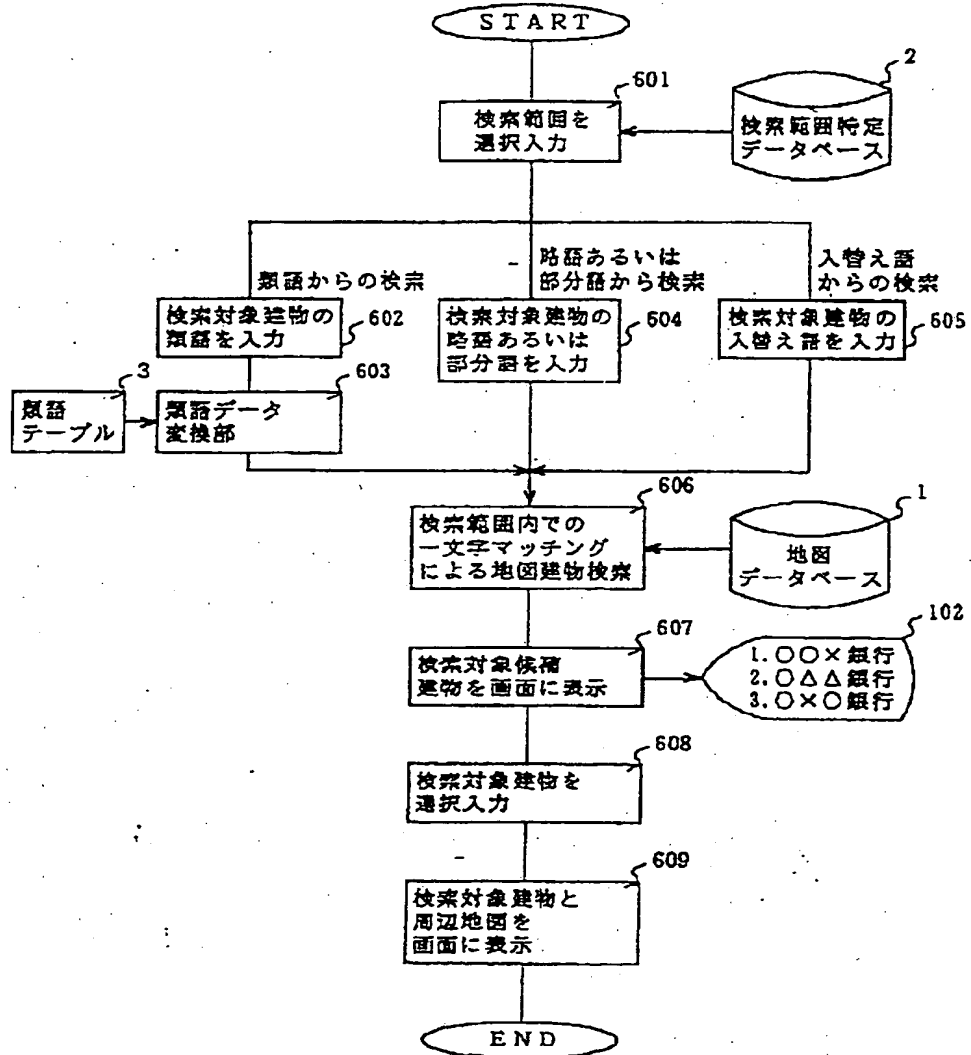 START
601
検索範囲を
選択入力
2
検索範囲特定
データベース
類語からの検索
略語あるいは
部分語から検索
入替え語
からの検索
検索対象建物の
類語を入力
602
検索対象建物の
略語あるいは
部分語を入力
604
検索対象建物の
入替え語を入力
605
3
類語
テーブル
603
類語データ
変換部
606
検索範囲内での
一文字マッチング
による地図建物検索
1
地図
データベース
607
検索対象候補
建物を画面に表示
102
1.○○×銀行
2.○△△銀行
3.○×○銀行
608
検索対象建物を
選択入力
609
検索対象建物と
周辺地図を
画面に表示
END